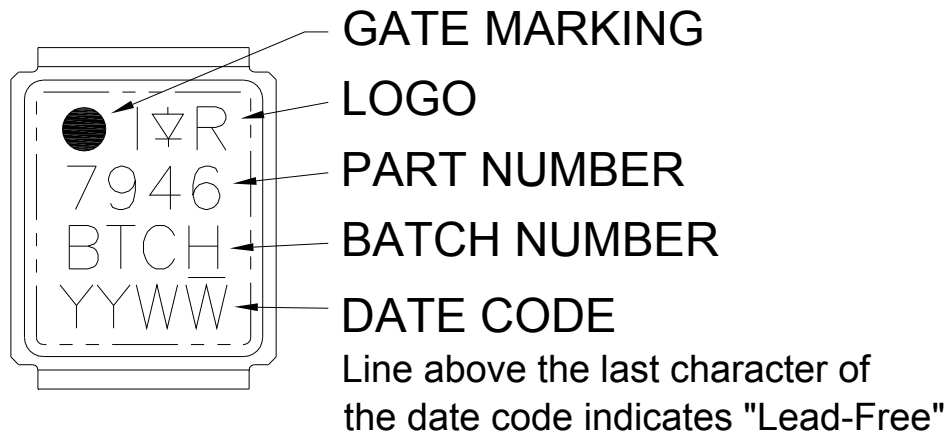 GATE MARKING
I R
LOGO
7946
PART NUMBER
BTCH
BATCH NUMBER
YYWW
DATE CODE
Line above the last character of
the date code indicates "Lead-Free"